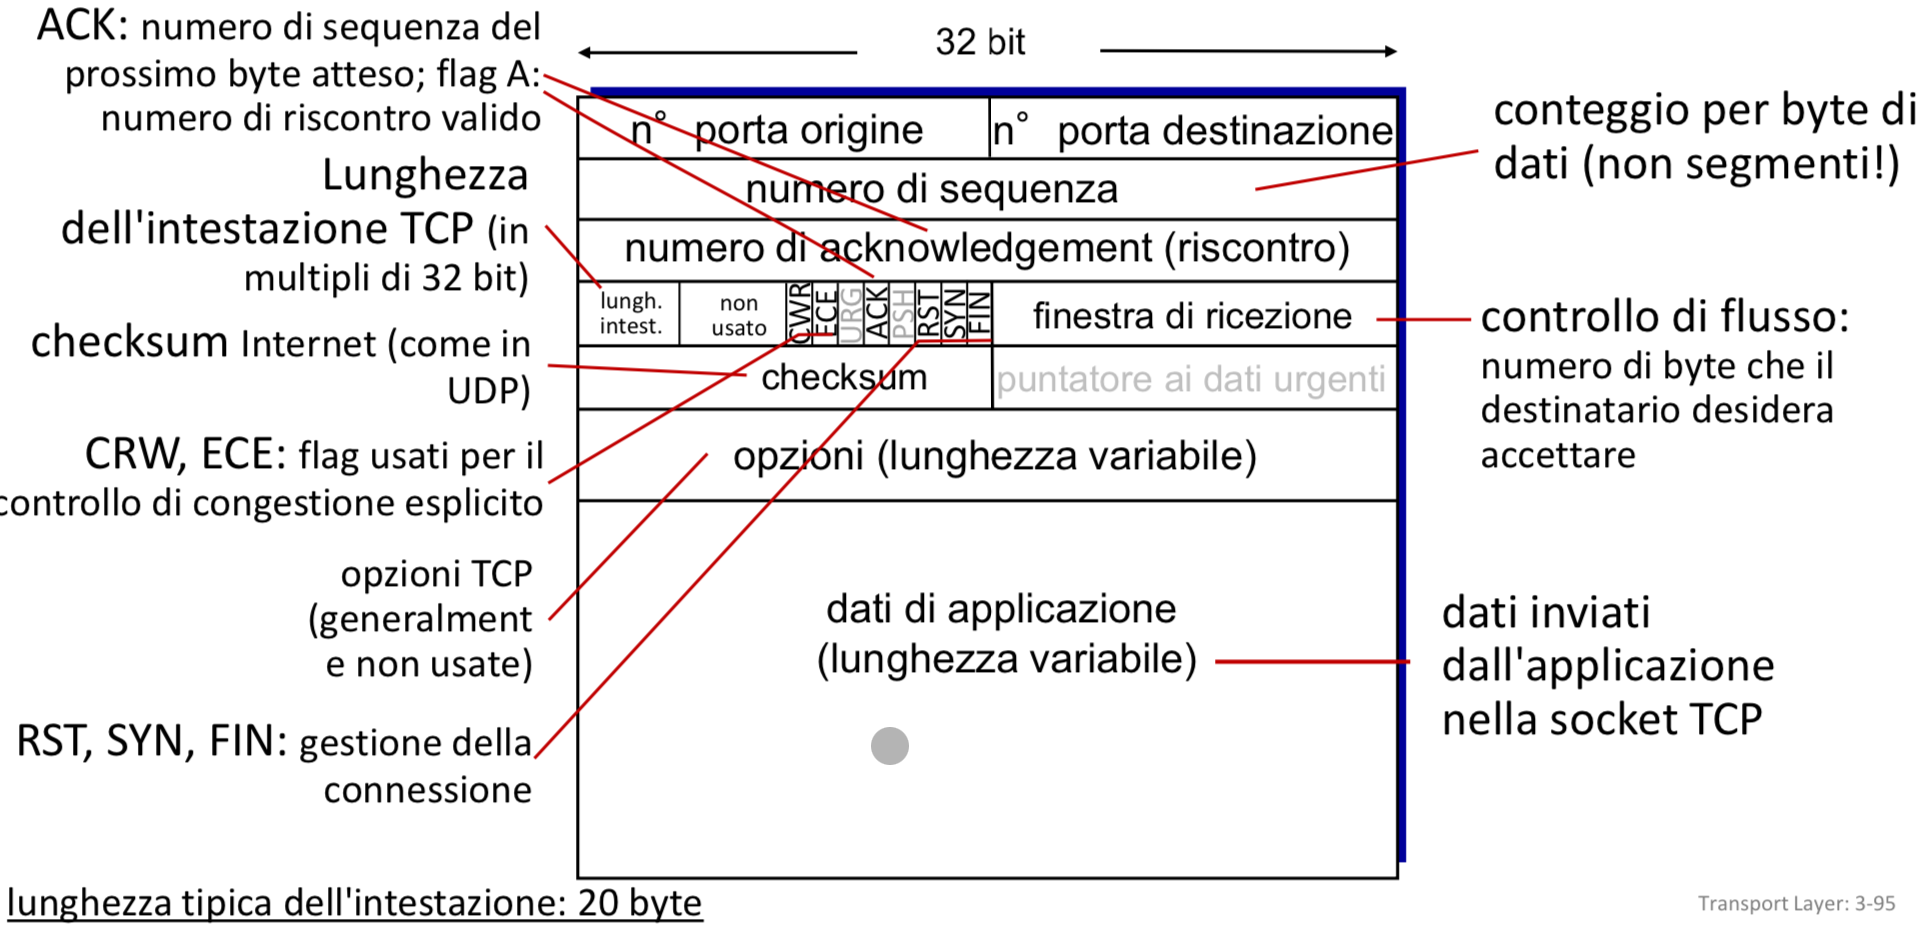 ACK: numero di sequenza del
prossimo byte atteso; flag A:
numero di riscontro valido
Lunghezza
dell'intestazione TCP (in
multipli di 32 bit)
checksum Internet (come in
UDP)
CRW, ECE: flag usati per il
controllo di congestione esplicito
opzioni TCP
(generalment
e non usate)
RST, SYN, FIN: gestione della
connessione
lunghezza tipica dell'intestazione: 20 byte
32 bit
n° porta origine
n° porta destinazione
numero di sequenza
numero di acknowledgement (riscontro)
lungh.
intest.
non
usato
CWR
ECE
URG
ACK
PSH
RST
SYN
FIN
finestra di ricezione
checksum
puntatore ai dati urgenti
opzioni (lunghezza variabile)
dati di applicazione
(lunghezza variabile)
conteggio per byte di
dati (non segmenti!)
controllo di flusso:
numero di byte che il
destinatario desidera
accettare
dati inviati
dall'applicazione
nella socket TCP
Transport Layer: 3-95